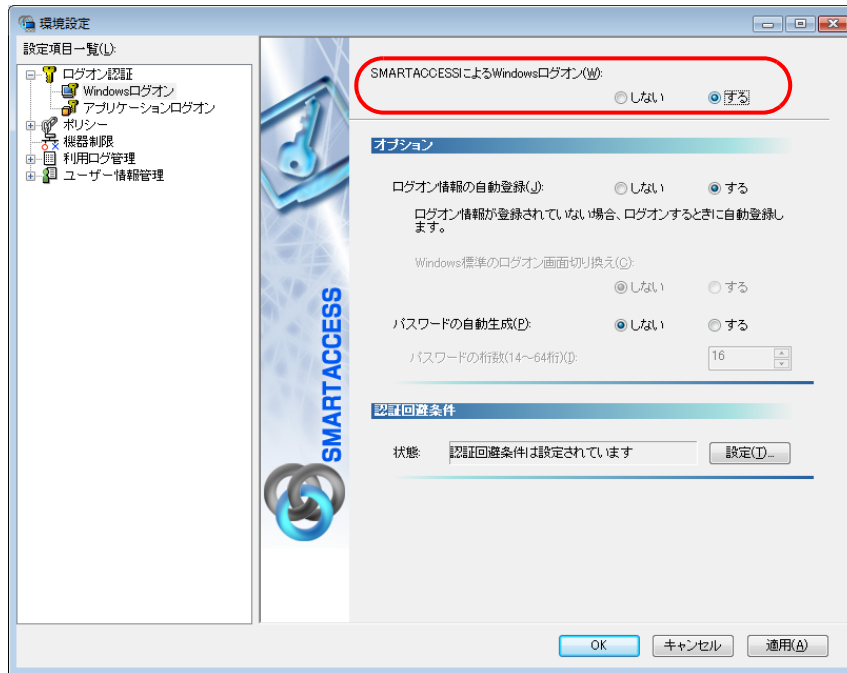 環境設定
設定項目一覧(L):
ログオン認証
Windowsログオン
アプリケーションログオン
ポリシー
機器制限
利用ログ管理
ユーザー情報管理
SMARTACCESS
SMARTACCESSによるWindowsログオン(W):
しない する
オプション
ログオン情報の自動登録(J): しない する
ログオン情報が登録されていない場合、ログオンするときに自動登録し
ます。
Windows標準のログオン画面切り換え(C):
しない する
パスワードの自動生成(P): しない する
パスワードの桁数(14～64桁)(I): 16
認証回避条件
状態: 認証回避条件は設定されています 設定(T)...
OK キャンセル 適用(A)